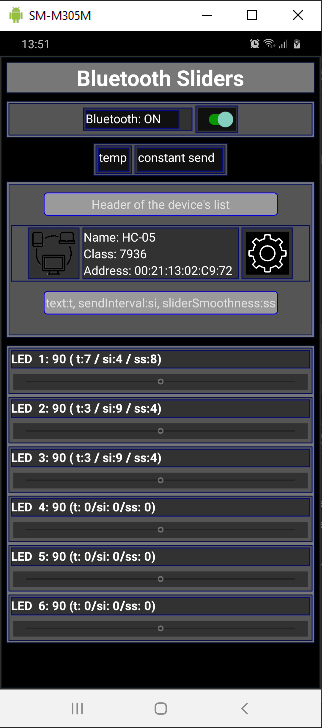 SM-M305M
13:51
Bluetooth Sliders
Bluetooth: ON
temp constant send
Header of the device's list
Name: HC-05
Class: 7936
Address: 00:21:13:02:C9:72
text:t, sendInterval:si, sliderSmoothness:ss
LED 1: 90 ( t:7 / si:4 / ss:8)
LED 2: 90 ( t:3 / si:9 / ss:4)
LED 3: 90 ( t:3 / si:9 / ss:4)
LED 4: 90 (t: 0/si: 0/ss: 0)
LED 5: 90 (t: 0/si: 0/ss: 0)
LED 6: 90 (t: 0/si: 0/ss: 0)